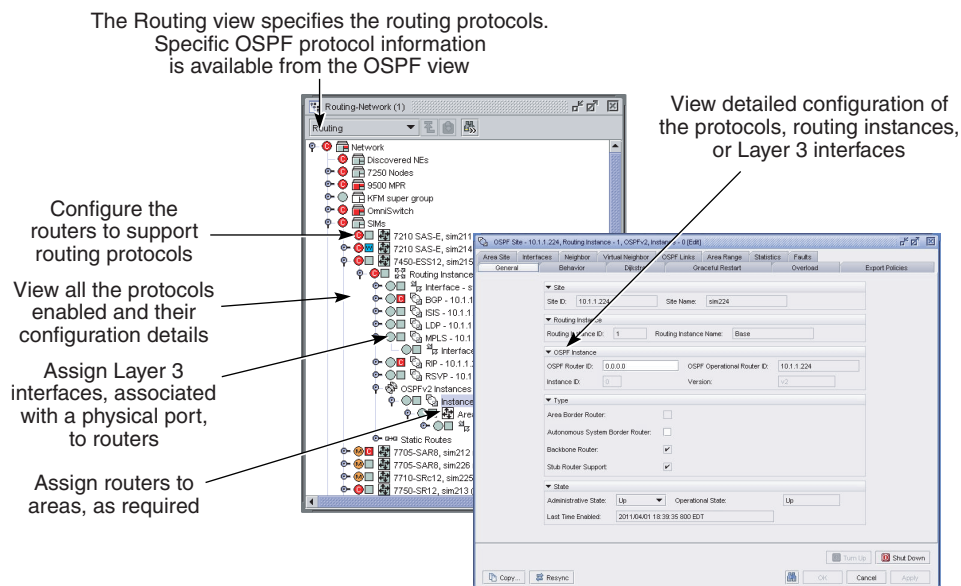 The Routing view specifies the routing protocols.
Specific OSPF protocol information
is available from the OSPF view
View detailed configuration of
the protocols, routing instances,
or Layer 3 interfaces
Configure the
routers to support
routing protocols
View all the protocols
enabled and their
configuration details
Assign Layer 3
interfaces, associated
with a physical port,
to routers
Assign routers to
areas, as required
Routing-Network (1)
Routing
Network
Discovered NEs
7250 Nodes
9500 MPR
KFM super group
OmniSwitch
SIMs
7210 SAS-E, sim211
7210 SAS-E, sim214
7450-ESS12, sim215
Routing Instance
Interface - s
BGP - 10.1.1
ISIS - 10.1.1
LDP - 10.1.1
MPLS - 10.1
Interface
RIP - 10.1.1.
RSVP - 10.1
OSPFv2 Instances
Instance
Area
Static Routes
7705-SAR8, sim212
7705-SAR8, sim226
7710-SRc12, sim225
7750-SR12, sim213 (
OSPF Site - 10.1.1.224, Routing Instance - 1, OSPFv2, Instance - 0 [Edit]
Area Site Interfaces Neighbor Virtual Neighbor OSPF Links Area Range Statistics Faults
General Behavior Dijkstra Graceful Restart Overload Export Policies
Site
Site ID: 10.1.1.224 Site Name: sim224
Routing Instance
Routing Instance ID: 1 Routing Instance Name: Base
OSPF Instance
OSPF Router ID: 0.0.0.0 OSPF Operational Router ID: 10.1.1.224
Instance ID: 0 Version: v2
Type
Area Border Router:
Autonomous System Border Router:
Backbone Router:
Stub Router Support:
State
Administrative State: Up Operational State: Up
Last Time Enabled: 2011/04/01 18:39:35 800 EDT
Turn Up Shut Down
Copy... Resync OK Cancel Apply